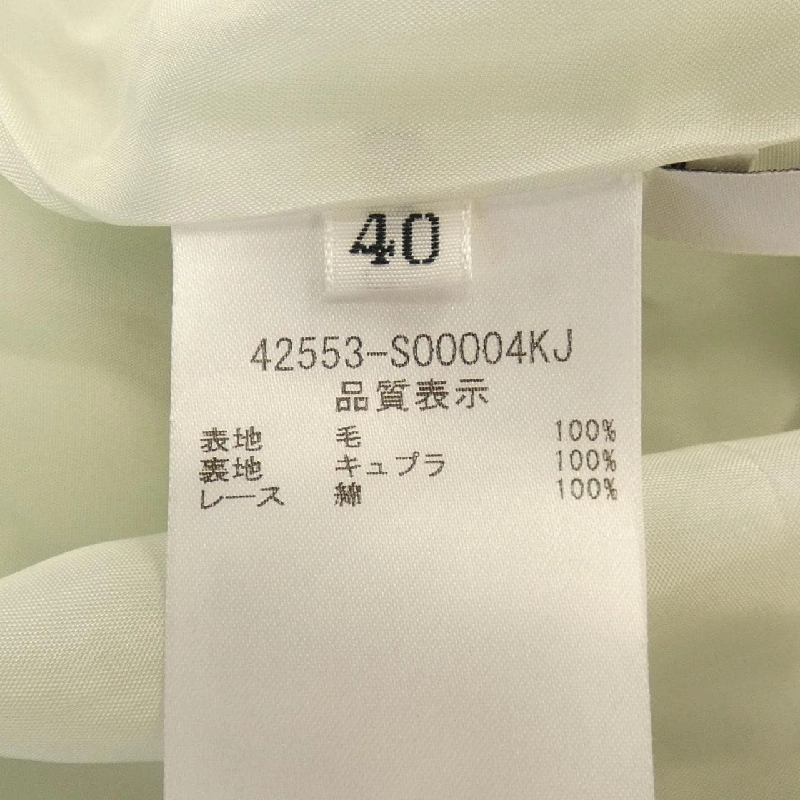 40
42553-S00004KJ
品質表示
表地 毛 100%
裏地 キュプラ 100%
レース 綿 100%